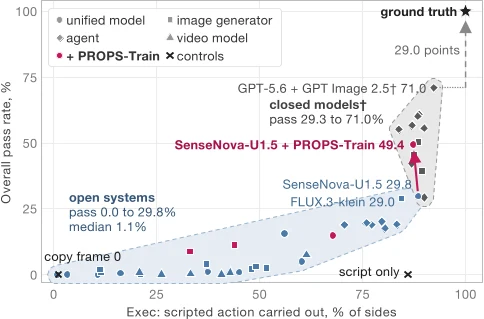 100
75
50
25
0
Overall pass rate, %
unified model
image generator
agent
video model
+ PROPS-Train
controls
ground truth
29.0 points
GPT-5.6 + GPT Image 2.5† 71.0
closed models†
pass 29.3 to 71.0%
SenseNova-U1.5 + PROPS-Train 49.4
SenseNova-U1.5 29.8
FLUX.3-klein 29.0
open systems
pass 0.0 to 29.8%
median 1.1%
copy frame 0
script only
0
25
50
75
100
Exec: scripted action carried out, % of sides